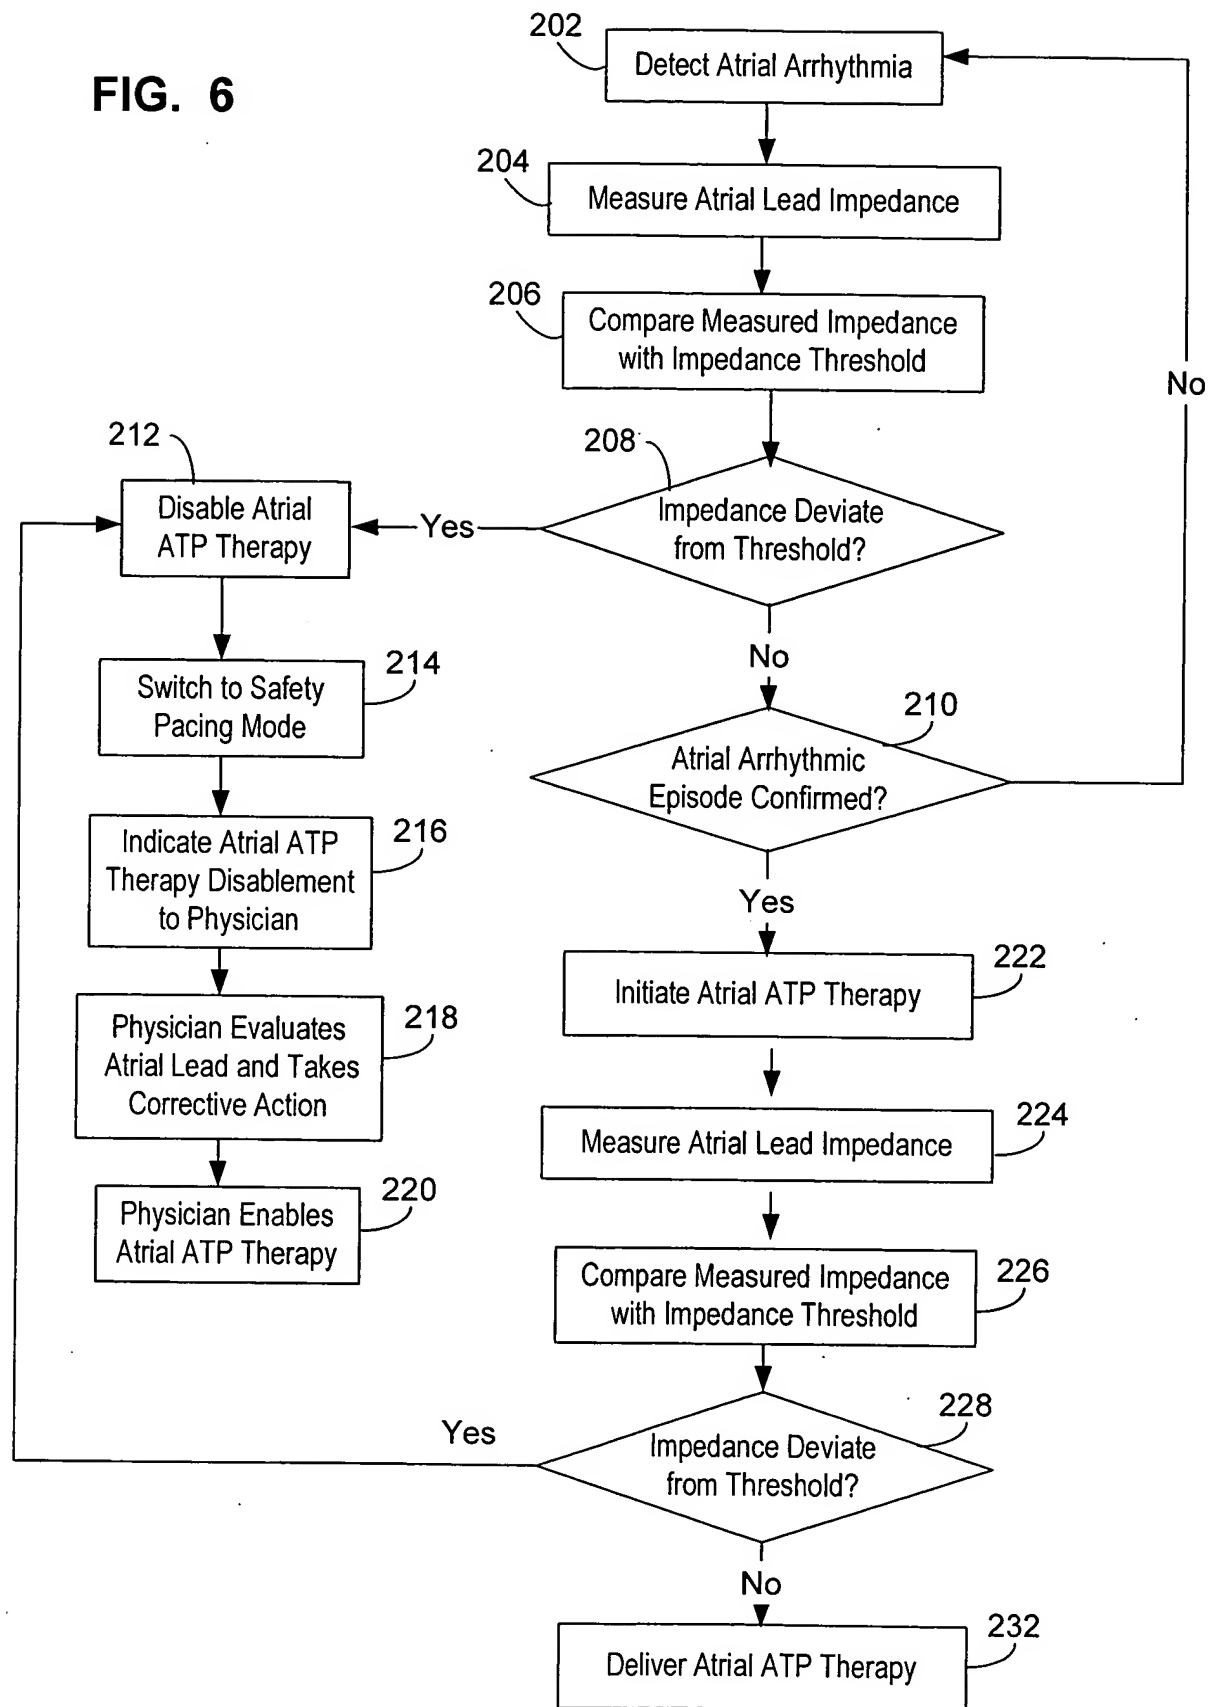 FIG. 6
202
Detect Atrial Arrhythmia
204
Measure Atrial Lead Impedance
206
Compare Measured Impedance
with Impedance Threshold
No
208
Impedance Deviate
from Threshold?
Yes
212
Disable Atrial
ATP Therapy
No
214
Switch to Safety
Pacing Mode
210
Atrial Arrhythmic
Episode Confirmed?
216
Indicate Atrial ATP
Therapy Disablement
to Physician
Yes
222
Initiate Atrial ATP Therapy
218
Physician Evaluates
Atrial Lead and Takes
Corrective Action
224
Measure Atrial Lead Impedance
220
Physician Enables
Atrial ATP Therapy
226
Compare Measured Impedance
with Impedance Threshold
228
Impedance Deviate
from Threshold?
Yes
No
232
Deliver Atrial ATP Therapy